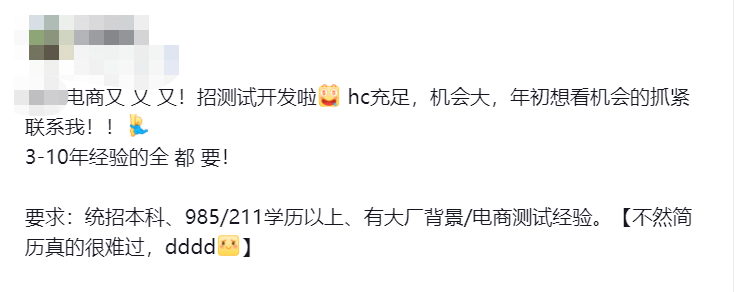 电商又 乂 又！招测试开发啦 hc充足，机会大，年初想看机会的抓紧
联系我！！
3-10年经验的全 都 要！
要求：统招本科、985/211学历以上、有大厂背景/电商测试经验。【不然简
历真的很难过，dddd】